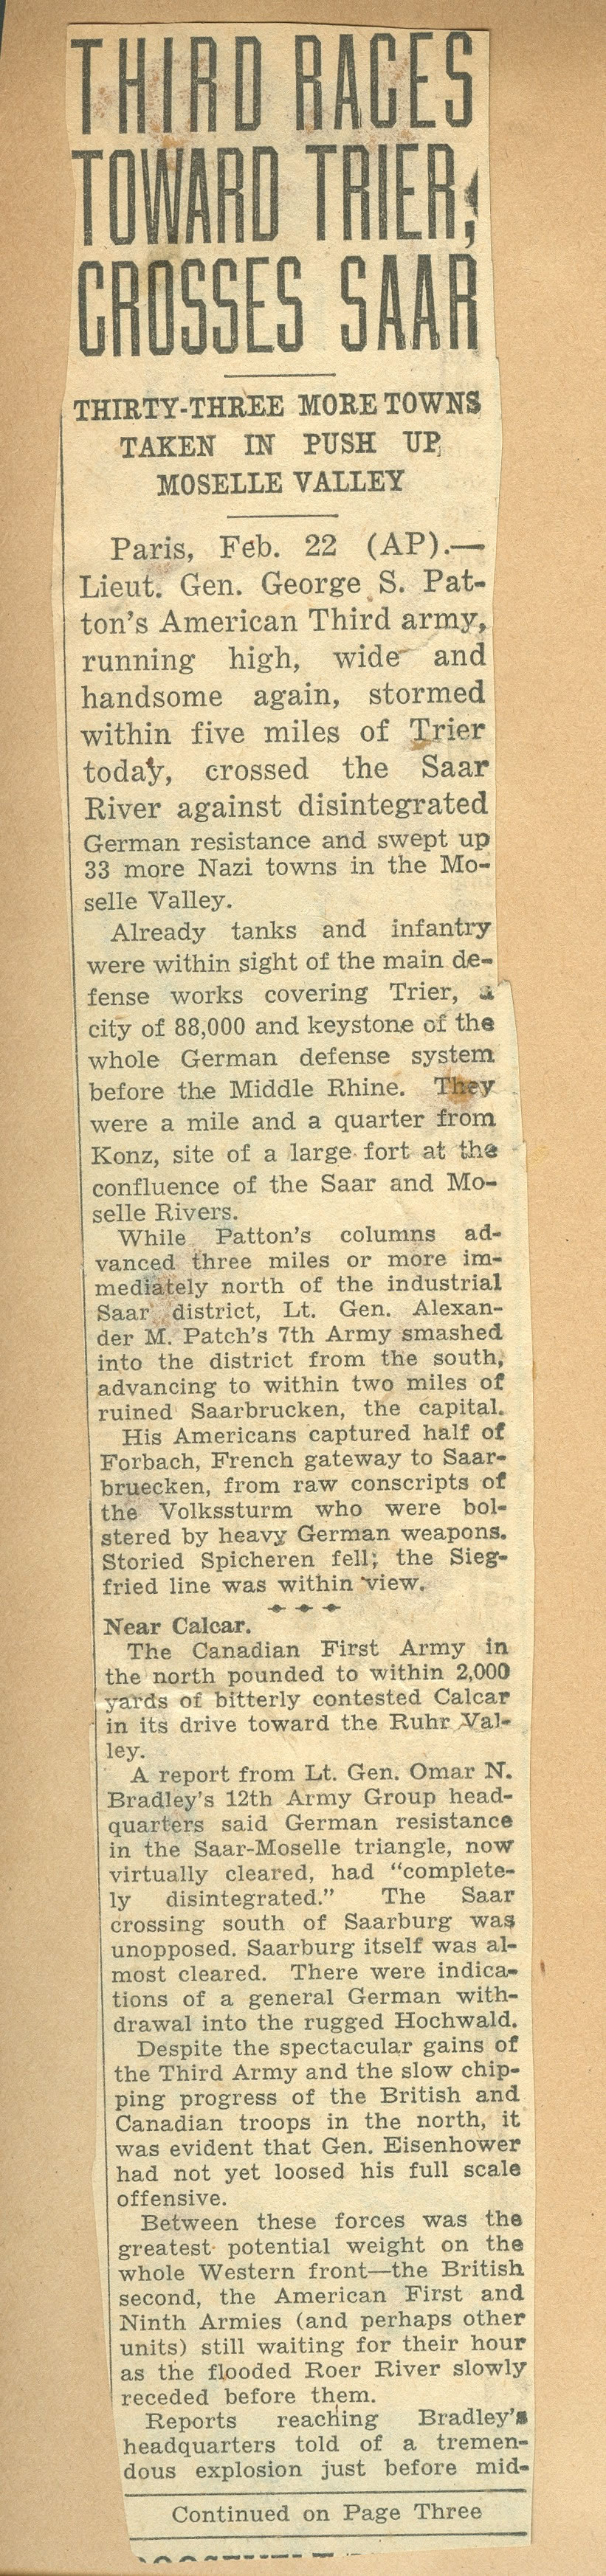 THIRD RACES
TOWARD TRIER,
CROSSES SAAR
THIRTY-THREE MORE TOWNS
TAKEN IN PUSH UP
MOSELLE VALLEY
Paris, Feb. 22 (AP).—
Lieut. Gen. George S. Pat-
ton's American Third army,
running high, wide and
handsome again, stormed
within five miles of Trier
today, crossed the Saar
River against disintegrated
German resistance and swept up
33 more Nazi towns in the Mo-
selle Valley.
Already tanks and infantry
were within sight of the main de-
fense works covering Trier, a
city of 88,000 and keystone of the
whole German defense system
before the Middle Rhine. They
were a mile and a quarter from
Konz, site of a large fort at the
confluence of the Saar and Mo-
selle Rivers.
While Patton's columns ad-
vanced three miles or more im-
mediately north of the industrial
Saar district, Lt. Gen. Alexan-
der M. Patch's 7th Army smashed
into the district from the south,
advancing to within two miles of
ruined Saarbrucken, the capital.
His Americans captured half of
Forbach, French gateway to Saar-
bruecken, from raw conscripts of
the Volkssturm who were bol-
stered by heavy German weapons.
Storied Spicheren fell; the Sieg-
fried line was within view.
Near Calcar.
The Canadian First Army in
the north pounded to within 2,000
yards of bitterly contested Calcar
in its drive toward the Ruhr Val-
ley.
A report from Lt. Gen. Omar N.
Bradley's 12th Army Group head-
quarters said German resistance
in the Saar-Moselle triangle, now
virtually cleared, had "complete-
ly disintegrated." The Saar
crossing south of Saarburg was
unopposed. Saarburg itself was al-
most cleared. There were indica-
tions of a general German with-
drawal into the rugged Hochwald.
Despite the spectacular gains of
the Third Army and the slow chip-
ping progress of the British and
Canadian troops in the north, it
was evident that Gen. Eisenhower
had not yet loosed his full scale
offensive.
Between these forces was the
greatest potential weight on the
whole Western front—the British
second, the American First and
Ninth Armies (and perhaps other
units) still waiting for their hour
as the flooded Roer River slowly
receded before them.
Reports reaching Bradley's
headquarters told of a tremen-
dous explosion just before mid-
Continued on Page Three